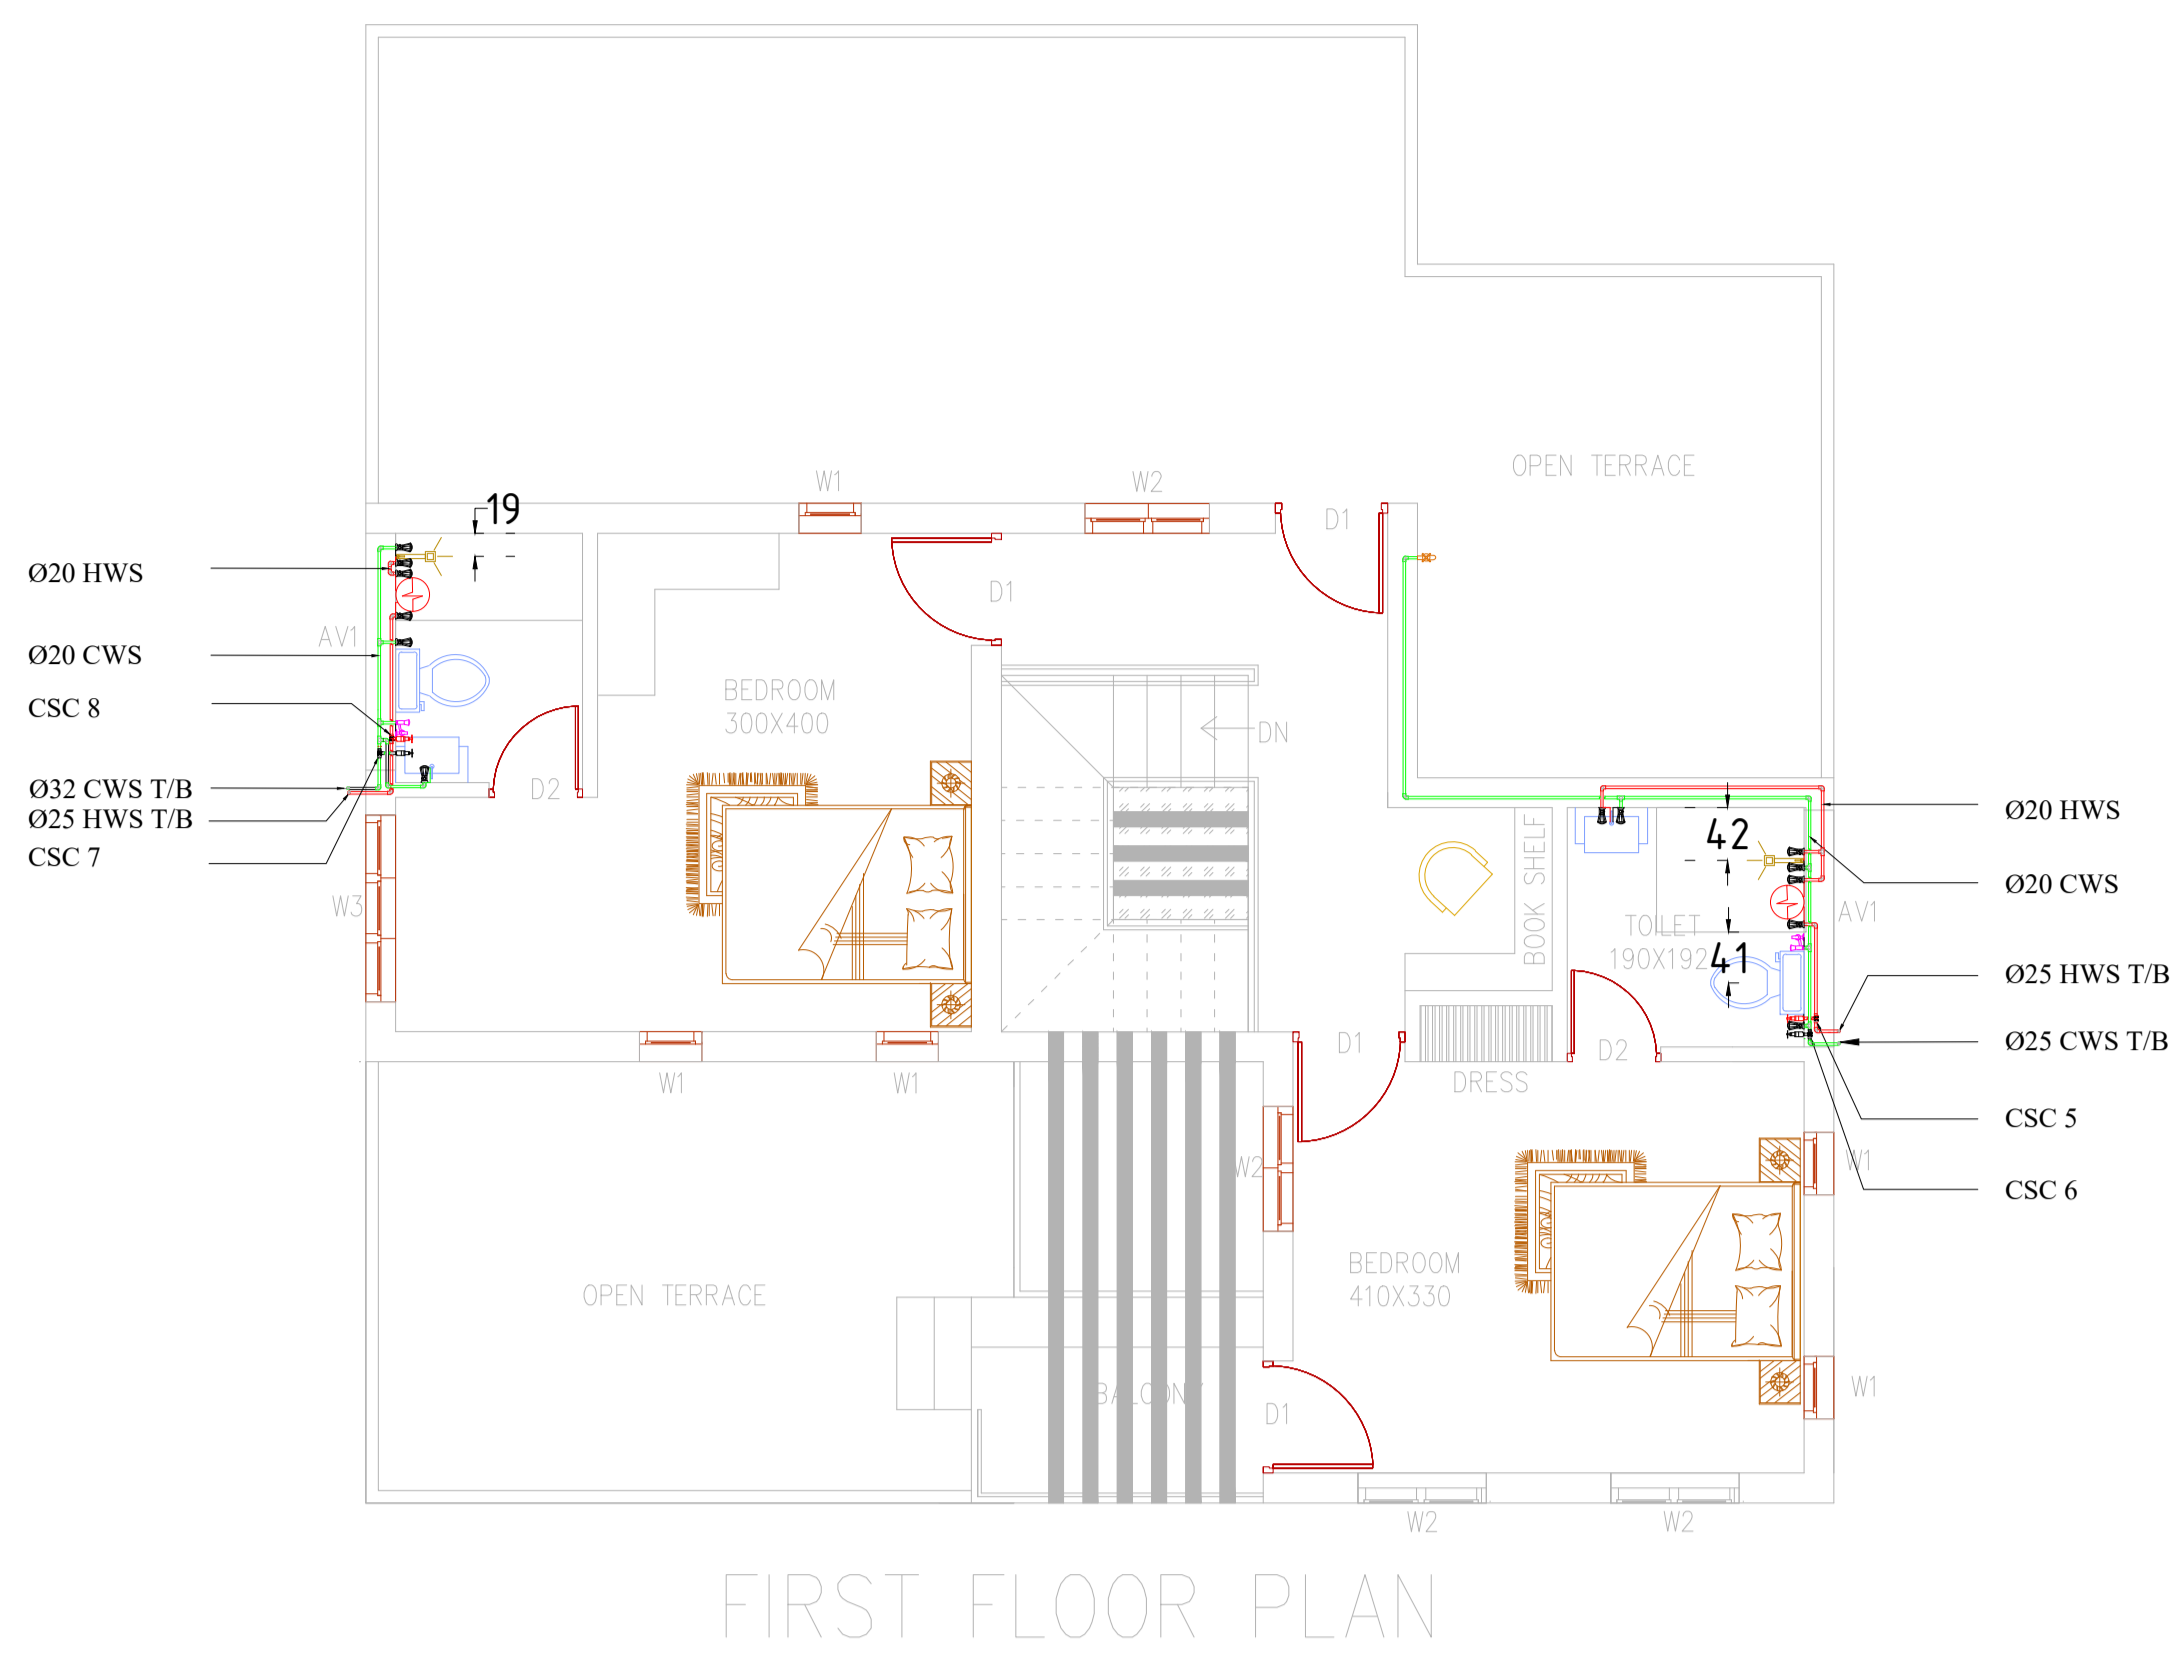 W1
W2
OPEN TERRACE
19
D1
Ø20 HWS
D1
AV1
Ø20 CWS
BEDROOM
300X400
CSC 8
DN
D2
Ø32 CWS T/B
Ø25 HWS T/B
CSC 7
Ø20 HWS
42
BOOK SHELF
Ø20 CWS
W3
AV1
TOILET
190X192
41
Ø25 HWS T/B
D1
D2
Ø25 CWS T/B
W1
W1
DRESS
CSC 5
W2
W1
CSC 6
BEDROOM
410X330
OPEN TERRACE
BALCONY
D1
W1
W2
W2
FIRST FLOOR PLAN